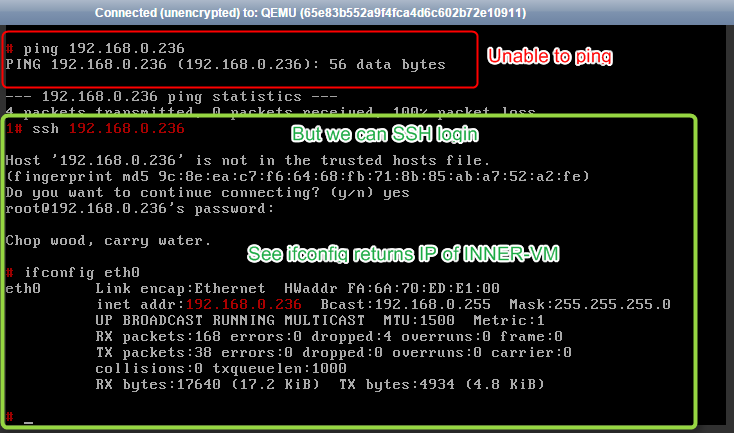 Connected (unencrypted) to: QEMU (65e83b552a9f4fca4d6c602b72e10911)
# ping 192.168.0.236
PING 192.168.0.236 (192.168.0.236): 56 data bytes
Unable to ping
--- 192.168.0.236 ping statistics ---
4 packets transmitted, 0 packets received, 100% packet loss
1# ssh 192.168.0.236
But we can SSH login
Host '192.168.0.236' is not in the trusted hosts file.
(fingerprint md5 9c:8e:ea:c7:f6:64:68:fb:71:8b:85:ab:a7:52:a2:fe)
Do you want to continue connecting? (y/n) yes
root@192.168.0.236's password:
Chop wood, carry water.
See ifconfig returns IP of INNER-VM
# ifconfig eth0
eth0 Link encap:Ethernet HWaddr FA:6A:70:ED:E1:00
inet addr:192.168.0.236 Bcast:192.168.0.255 Mask:255.255.255.0
UP BROADCAST RUNNING MULTICAST MTU:1500 Metric:1
RX packets:168 errors:0 dropped:4 overruns:0 frame:0
TX packets:38 errors:0 dropped:0 overruns:0 carrier:0
collisions:0 txqueuelen:1000
RX bytes:17640 (17.2 KiB) TX bytes:4934 (4.8 KiB)
# _